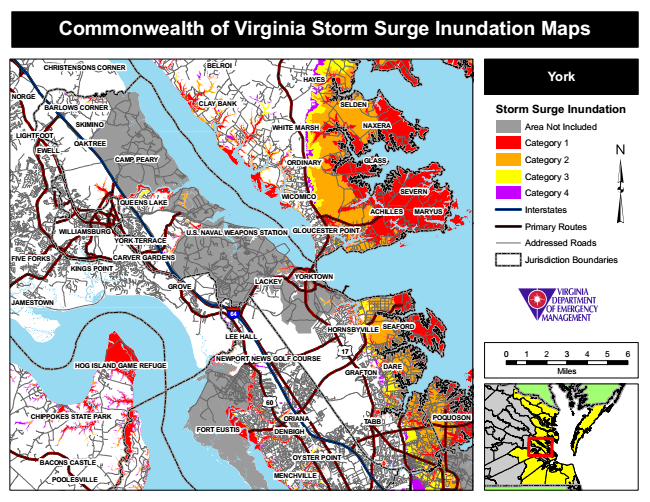 Commonwealth of Virginia Storm Surge Inundation Maps
York
Storm Surge Inundation
Area Not Included
Category 1
Category 2
Category 3
Category 4
Interstates
Primary Routes
Addressed Roads
Jurisdiction Boundaries
N
VIRGINIA
DEPARTMENT
OF EMERGENCY
MANAGEMENT
0 1 2 3 4 5 6
Miles
CHRISTENSONS CORNER
BELROI
HAYES
NORGE
BARLOWS CORNER
CLAY BANK
SELDEN
SKIMINO
WHITE MARSH
NAXERA
LIGHTFOOT
OAKTREE
EWELL
CAMP PEARY
ORDINARY
GLASS
QUEENS LAKE
WICOMICO
SEVERN
ACHILLES
MARYUS
WILLIAMSBURG
YORK TERRACE
U.S. NAVAL WEAPONS STATION
GLOUCESTER POINT
FIVE FORKS
CARVER GARDENS
KINGS POINT
LACKEY
YORKTOWN
GROVE
JAMESTOWN
64
LEE HALL
HORNSBYVILLE
SEAFORD
17
HOG ISLAND GAME REFUGE
NEWPORT NEWS GOLF COURSE
DARE
GRAFTON
60
CHIPPOKES STATE PARK
ORIANA
TABB
POQUOSON
FORT EUSTIS
DENBIGH
BACONS CASTLE
OYSTER POINT
POOLESVILLE
MENCHVILLE